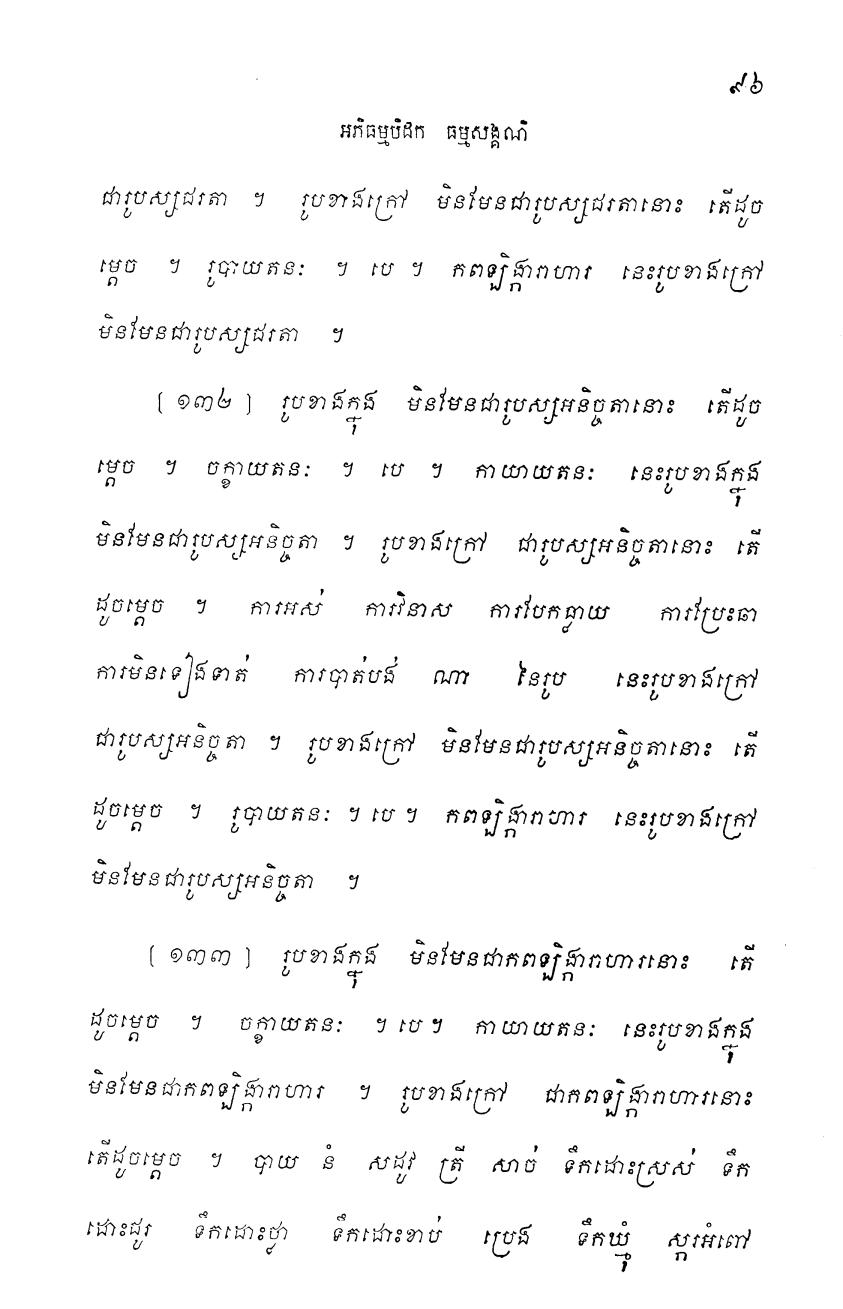 ៩៦
អភិធម្មបិដក ធម្មសង្គណិ
ជារូបស្សជរតា ។ រូបខាងក្រៅ មិនមែនជារូបស្សជរតានោះ តើដូច
ម្តេច ។ រូបាយតនៈ ។ បេ ។ កពឡិង្ការាហារ នេះរូបខាងក្រៅ
មិនមែនជារូបស្សជរតា ។
[ ១៣២ ] រូបខាងក្នុង មិនមែនជារូបស្សអនិច្ចតានោះ តើដូច
ម្តេច ។ ចក្ខាយតនៈ ។ បេ ។ កាយាយតនៈ នេះរូបខាងក្នុង
មិនមែនជារូបស្សអនិច្ចតា ។ រូបខាងក្រៅ ជារូបស្សអនិច្ចតានោះ តើ
ដូចម្តេច ។ ការអស់ ការវិនាស ការបែកធ្លាយ ការប្រែះឆា
ការមិនទៀងទាត់ ការបាត់បង់ ណា នៃរូប នេះរូបខាងក្រៅ
ជារូបស្សអនិច្ចតា ។ រូបខាងក្រៅ មិនមែនជារូបស្សអនិច្ចតានោះ តើ
ដូចម្តេច ។ រូបាយតនៈ ។ បេ ។ កពឡិង្ការាហារ នេះរូបខាងក្រៅ
មិនមែនជារូបស្សអនិច្ចតា ។
[ ១៣៣ ] រូបខាងក្នុង មិនមែនជាកពឡិង្ការាហារនោះ តើ
ដូចម្តេច ។ ចក្ខាយតនៈ ។ បេ ។ កាយាយតនៈ នេះរូបខាងក្នុង
មិនមែនជាកពឡិង្ការាហារ ។ រូបខាងក្រៅ ជាកពឡិង្ការាហារនោះ
តើដូចម្តេច ។ បាយ នំ សដូវ ត្រី សាច់ ទឹកដោះស្រស់ ទឹក
ដោះជូរ ទឹកដោះថ្លា ទឹកដោះខាប់ ប្រេង ទឹកឃ្មុំ ស្ករអំពៅ